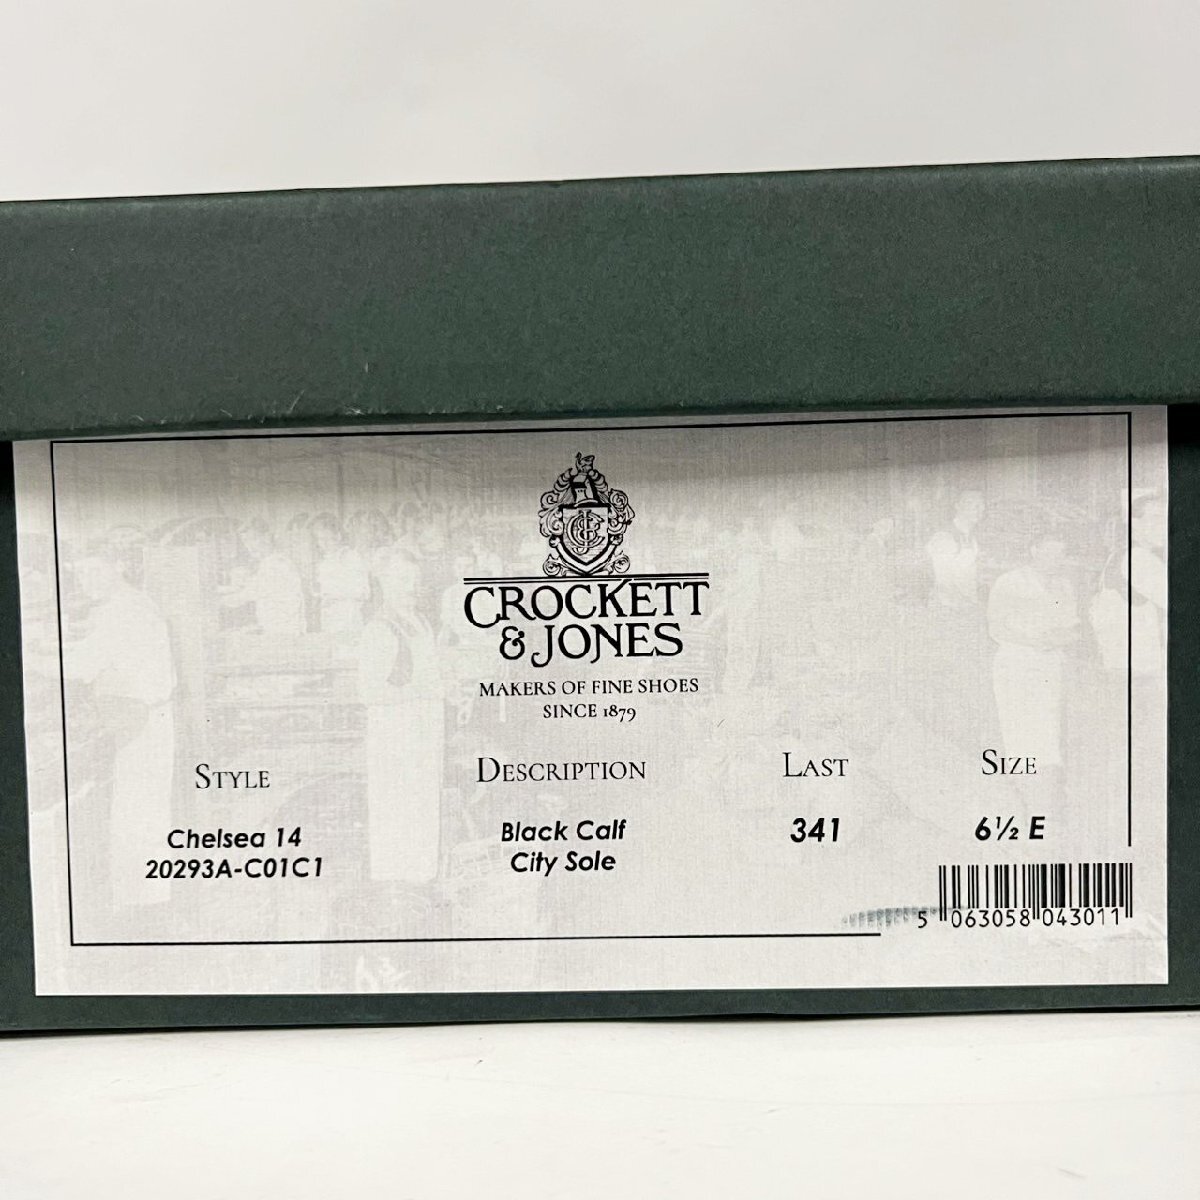 CROCKETT
& JONES
MAKERS OF FINE SHOES
SINCE 1879
STYLE DESCRIPTION LAST SIZE
Chelsea 14 Black Calf 341 6½ E
20293A-C01C1 City Sole
5 063058 043011